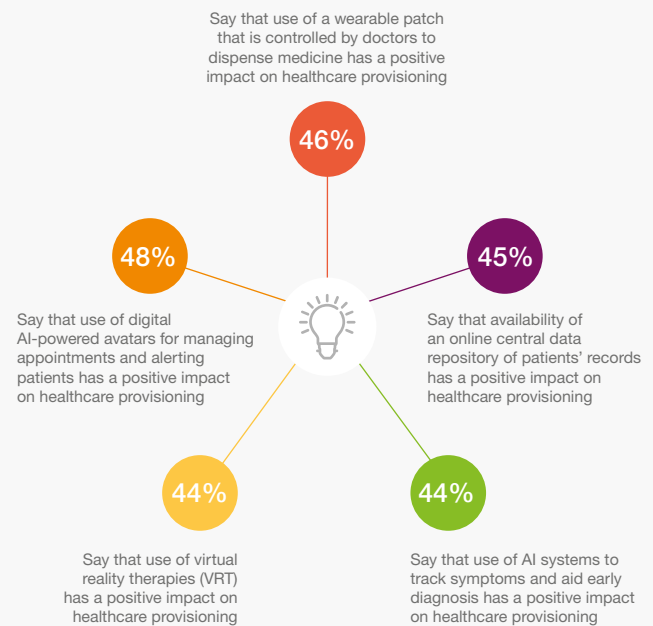 Say that use of a wearable patch
that is controlled by doctors to
dispense medicine has a positive
impact on healthcare provisioning
46%
48%
Say that use of digital
AI-powered avatars for managing
appointments and alerting
patients has a positive impact
on healthcare provisioning
45%
Say that availability of
an online central data
repository of patients’ records
has a positive impact on
healthcare provisioning
44%
Say that use of virtual
reality therapies (VRT)
has a positive impact on
healthcare provisioning
44%
Say that use of AI systems to
track symptoms and aid early
diagnosis has a positive impact
on healthcare provisioning